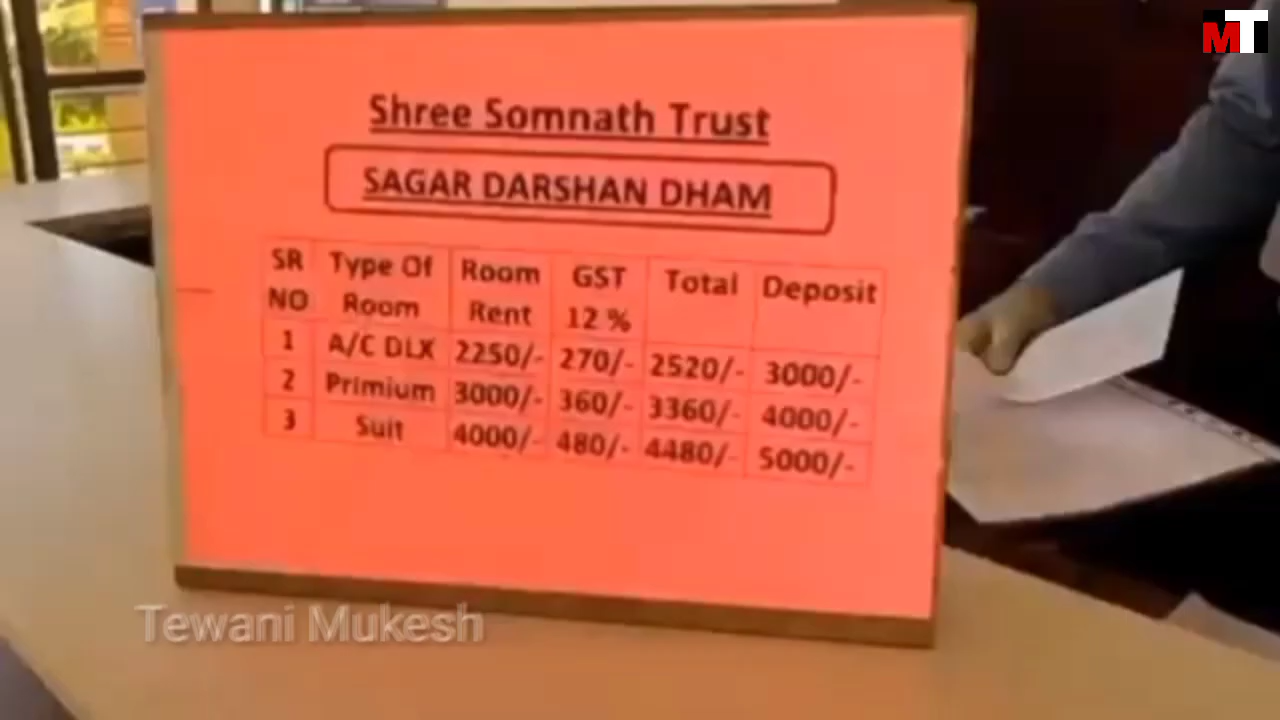 MT
Shree Somnath Trust
SAGAR DARSHAN DHAM
SR NO Type Of Room Room Rent GST 12 % Total Deposit
1 A/C DLX 2250/- 270/- 2520/- 3000/-
2 Primium 3000/- 360/- 3360/- 4000/-
3 Suit 4000/- 480/- 4480/- 5000/-
Tewani Mukesh